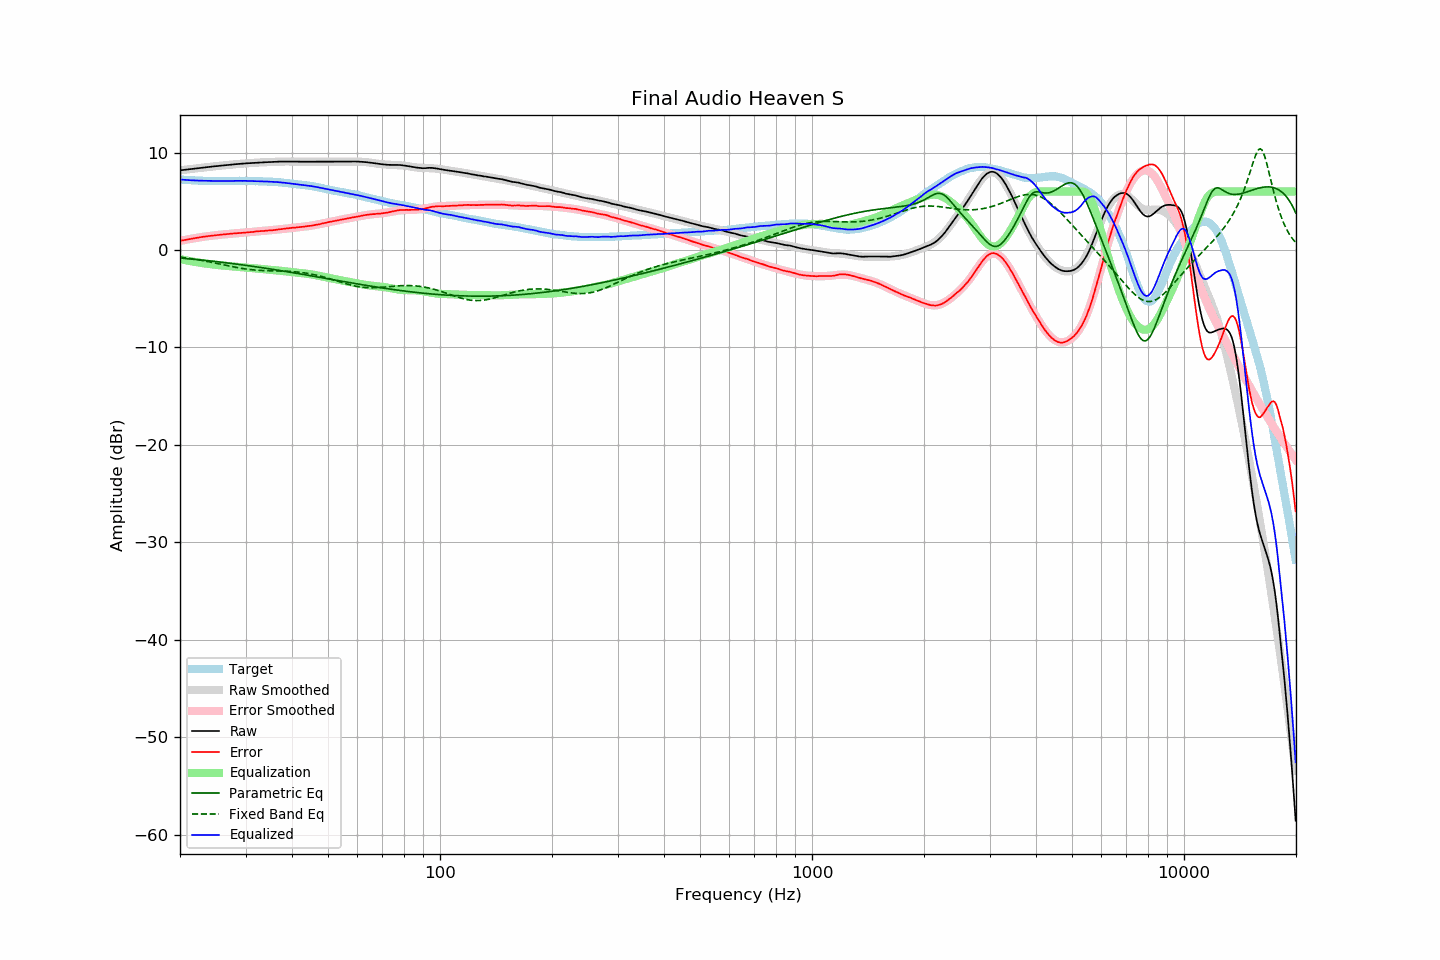 Final Audio Heaven S
10
0
−10
−20
−30
−40
−50
−60
Amplitude (dBr)
Target
Raw Smoothed
Error Smoothed
Raw
Error
Equalization
Parametric Eq
Fixed Band Eq
Equalized
100
1000
10000
Frequency (Hz)